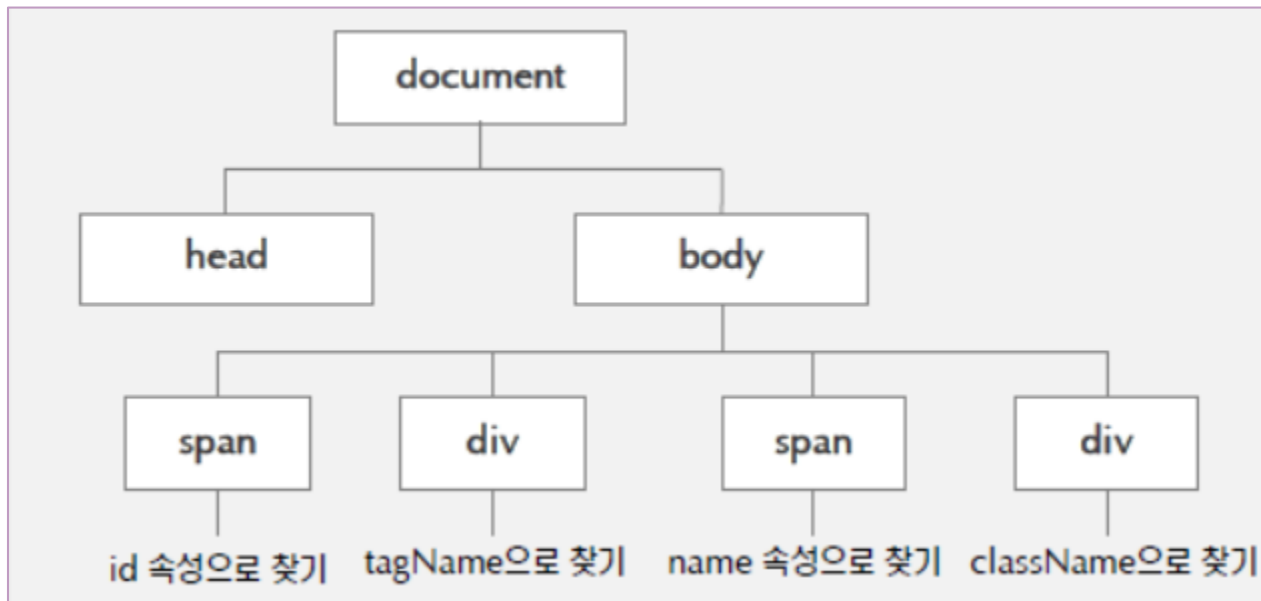 document
head
body
span
div
span
div
id 속성으로 찾기
tagName으로 찾기
name 속성으로 찾기
className으로 찾기